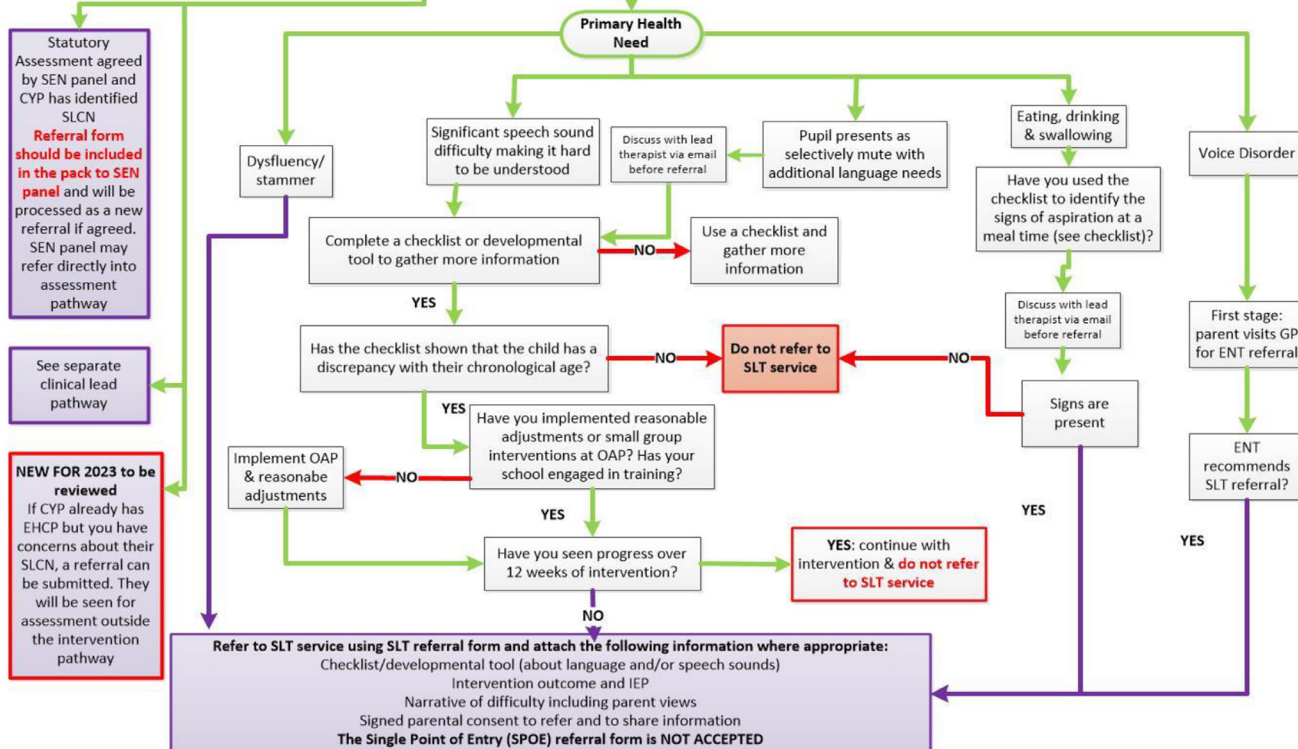 Primary Health
Need
Statutory
Assessment agreed
by SEN panel and
CYP has identified
SLCN
Referral form
should be included
in the pack to SEN
panel and will be
processed as a new
referral if agreed.
SEN panel may
refer directly into
assessment
pathway
See separate
clinical lead
pathway
NEW FOR 2023 to be
reviewed
If CYP already has
EHCP but you have
concerns about their
SLCN, a referral can
be submitted. They
will be seen for
assessment outside
the intervention
pathway
Dysfluency/
stammer
Significant speech sound
difficulty making it hard
to be understood
Discuss with lead
therapist via email
before referral
Pupil presents as
selectively mute with
additional language needs
Eating, drinking
& swallowing
Voice Disorder
Have you used the
checklist to identify the
signs of aspiration at a
meal time (see checklist)?
Complete a checklist or developmental
tool to gather more information
NO
Use a checklist and
gather more
information
YES
Discuss with lead
therapist via email
before referral
First stage:
parent visits GP
for ENT referral
Has the checklist shown that the child has a
discrepancy with their chronological age?
NO
Do not refer to
SLT service
NO
Signs are
present
YES
Have you implemented reasonable
adjustments or small group
interventions at OAP? Has your
school engaged in training?
NO
Implement OAP
& reasonabe
adjustments
ENT
recommends
SLT referral?
YES
YES
YES
Have you seen progress over
12 weeks of intervention?
YES: continue with
intervention & do not refer
to SLT service
NO
Refer to SLT service using SLT referral form and attach the following information where appropriate:
Checklist/developmental tool (about language and/or speech sounds)
Intervention outcome and IEP
Narrative of difficulty including parent views
Signed parental consent to refer and to share information
The Single Point of Entry (SPOE) referral form is NOT ACCEPTED